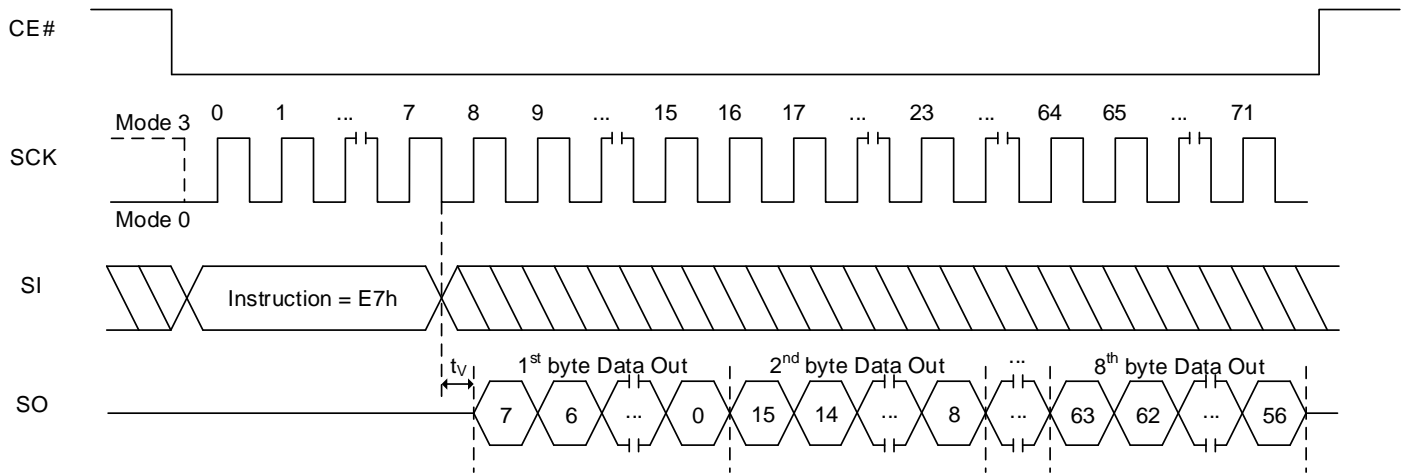 CE#
0 1 ... 7 8 9 ... 15 16 17 ... 23 ... 64 65 ... 71
Mode 3
SCK
Mode 0
SI
Instruction = E7h
tV 1st byte Data Out 2nd byte Data Out ... 8th byte Data Out
SO
7 6 ... 0 15 14 ... 8 ... 63 62 ... 56